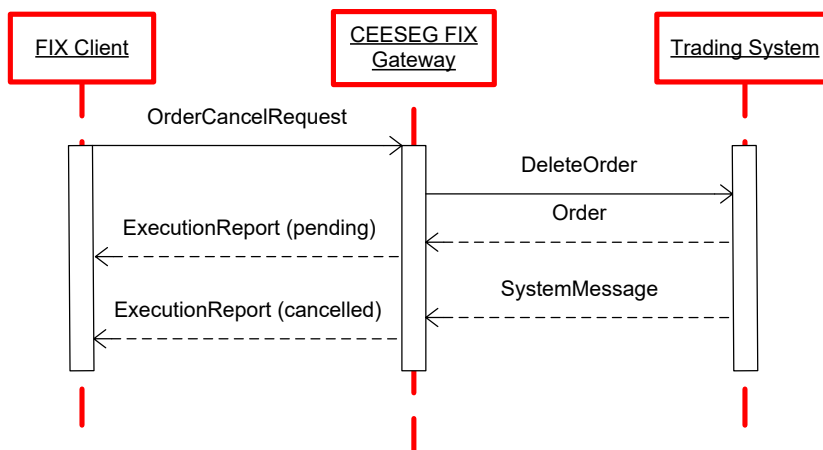 FIX Client
CEESEG FIX
Gateway
Trading System
OrderCancelRequest
DeleteOrder
Order
ExecutionReport (pending)
SystemMessage
ExecutionReport (cancelled)